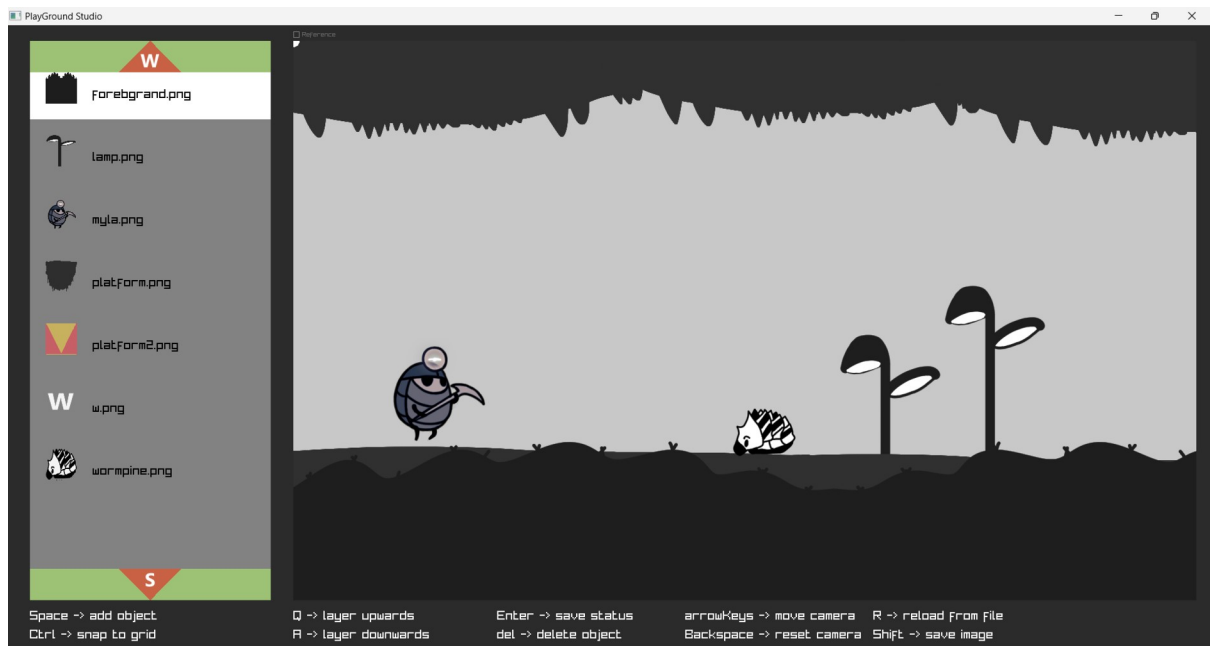 PlayGround Studio
Reference
W
forebgrand.png
lamp.png
myla.png
platform.png
platform2.png
W
w.png
wormpine.png
S
Space -> add object
Ctrl -> snap to grid
Q -> layer upwards
A -> layer downwards
Enter -> save status
del -> delete object
arrowKeys -> move camera
Backspace -> reset camera
R -> reload from file
Shift -> save image